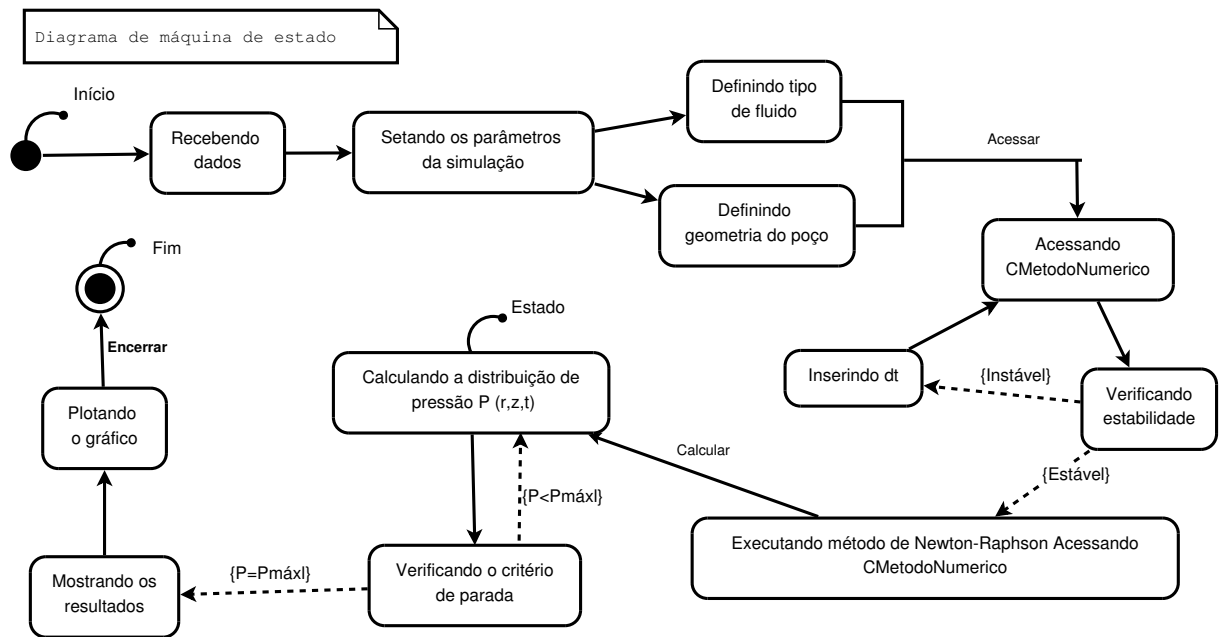 Diagrama de máquina de estado
Início
Recebendo
dados
Setando os parâmetros
da simulação
Definindo tipo
de fluido
Definindo
geometria do poço
Acessar
Acessando
CMetodoNumerico
Inserindo dt
{Instável}
Verificando
estabilidade
{Estável}
Executando método de Newton-Raphson Acessando
CMetodoNumerico
Calcular
Estado
Calculando a distribuição de
pressão P (r,z,t)
{P<Pmáxl}
Verificando o critério
de parada
{P=Pmáxl}
Mostrando os
resultados
Plotando
o gráfico
Encerrar
Fim